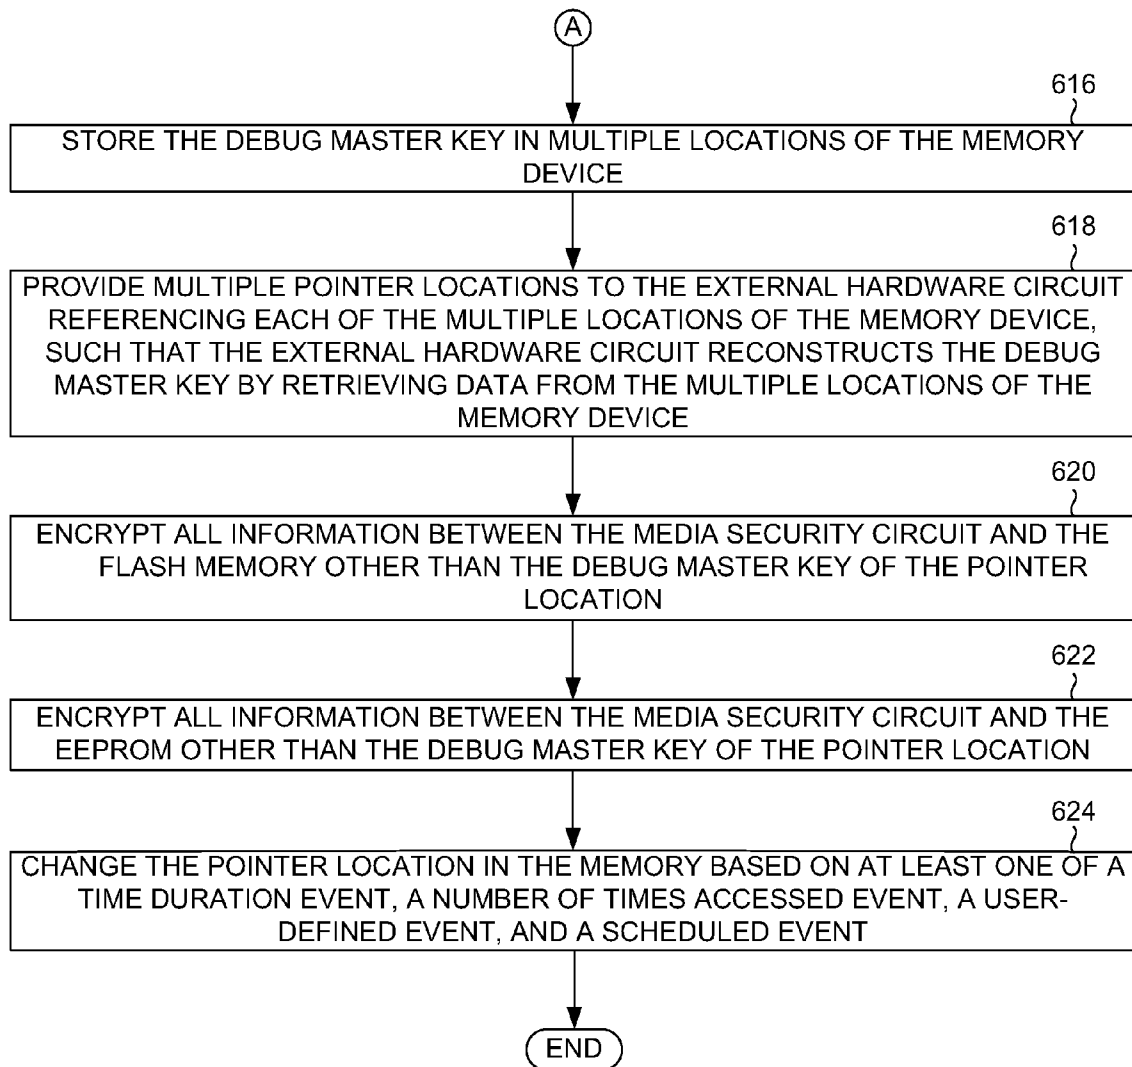 A
616
STORE THE DEBUG MASTER KEY IN MULTIPLE LOCATIONS OF THE MEMORY
DEVICE
618
PROVIDE MULTIPLE POINTER LOCATIONS TO THE EXTERNAL HARDWARE CIRCUIT
REFERENCING EACH OF THE MULTIPLE LOCATIONS OF THE MEMORY DEVICE,
SUCH THAT THE EXTERNAL HARDWARE CIRCUIT RECONSTRUCTS THE DEBUG
MASTER KEY BY RETRIEVING DATA FROM THE MULTIPLE LOCATIONS OF THE
MEMORY DEVICE
620
ENCRYPT ALL INFORMATION BETWEEN THE MEDIA SECURITY CIRCUIT AND THE
FLASH MEMORY OTHER THAN THE DEBUG MASTER KEY OF THE POINTER
LOCATION
622
ENCRYPT ALL INFORMATION BETWEEN THE MEDIA SECURITY CIRCUIT AND THE
EEPROM OTHER THAN THE DEBUG MASTER KEY OF THE POINTER LOCATION
624
CHANGE THE POINTER LOCATION IN THE MEMORY BASED ON AT LEAST ONE OF A
TIME DURATION EVENT, A NUMBER OF TIMES ACCESSED EVENT, A USER-
DEFINED EVENT, AND A SCHEDULED EVENT
END